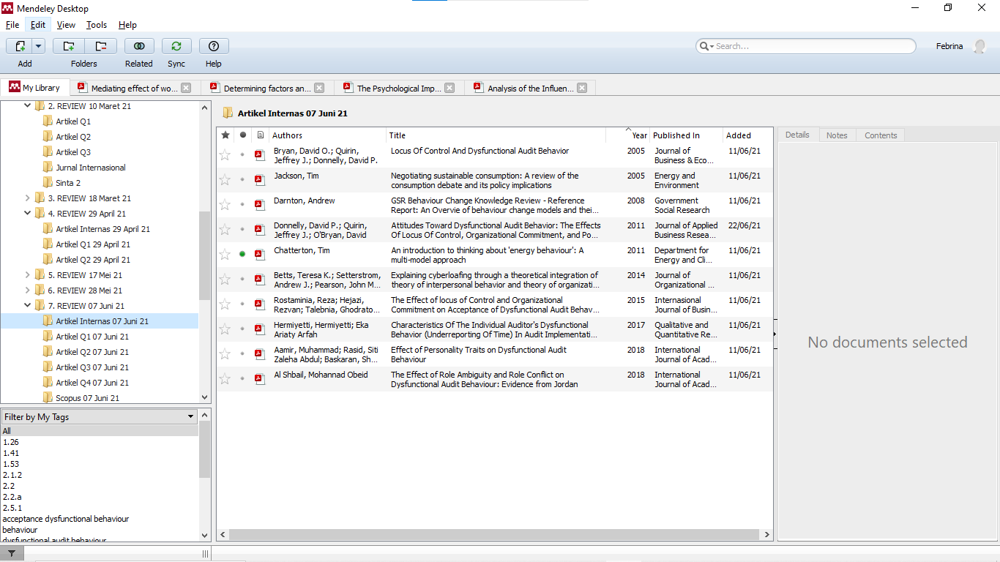 Mendeley Desktop
File Edit View Tools Help
Add Folders Related Sync Help
Search...
Febrina
My Library
Mediating effect of wo...
Determining factors an...
The Psychological Imp...
Analysis of the Influen...
2. REVIEW 10 Maret 21
Artikel Q1
Artikel Q2
Artikel Q3
Jurnal Internasional
Sinta 2
3. REVIEW 18 Maret 21
4. REVIEW 29 April 21
Artikel Internas 29 April 21
Artikel Q1 29 April 21
Artikel Q2 29 April 21
5. REVIEW 17 Mei 21
6. REVIEW 28 Mei 21
7. REVIEW 07 Juni 21
Artikel Internas 07 Juni 21
Artikel Q1 07 Juni 21
Artikel Q2 07 Juni 21
Artikel Q3 07 Juni 21
Artikel Q4 07 Juni 21
Scopus 07 Juni 21
Filter by My Tags
All
1.26
1.41
1.53
2.1.2
2.2
2.2.a
2.5.1
acceptance dysfunctional behaviour
behaviour
dysfunctional audit behaviour
Artikel Internas 07 Juni 21
Authors Title Year Published In Added
Bryan, David O.; Quirin, Locus Of Control And Dysfunctional Audit Behavior 2005 Journal of 11/06/21
Jeffrey J.; Donnelly, David P. Business & Eco...
Jackson, Tim Negotiating sustainable consumption: A review of the 2005 Energy and 11/06/21
consumption debate and its policy implications Environment
Darnton, Andrew GSR Behaviour Change Knowledge Review - Reference 2008 Government 11/06/21
Report: An Overvie of behaviour change models and thei... Social Research
Donnelly, David P.; Quirin, Attitudes Toward Dysfunctional Audit Behavior: The Effects 2011 Journal of Applied 22/06/21
Jeffrey J.; O'Bryan, David Of Locus Of Control, Organizational Commitment, and Po... Business Resea...
Chatterton, Tim An introduction to thinking about 'energy behaviour': A 2011 Department for 11/06/21
multi-model approach Energy and Cli...
Betts, Teresa K.; Setterstrom, Explaining cyberloafing through a theoretical integration of 2014 Journal of 11/06/21
Andrew J.; Pearson, John M... theory of interpersonal behavior and theory of organizati... Organizational ...
Rostaminia, Reza; Hejazi, The Effect of locus of Control and Organizational 2015 Internasional 11/06/21
Rezvan; Talebnia, Ghodrato... Commitment on Acceptance of Dysfunctional Audit Behav... Journal of Busin...
Hermiyetti, Hermiyetti; Eka Characteristics Of The Individual Auditor's Dysfunctional 2017 Qualitative and 11/06/21
Ariaty Arfah Behavior (Underreporting Of Time) In Audit Implementati... Quantitative Re...
Aamir, Muhammad; Rasid, Siti Effect of Personality Traits on Dysfunctional Audit 2018 International 11/06/21
Zaleha Abdul; Baskaran, Sh... Behaviour Journal of Acad...
Al Shbail, Mohannad Obeid The Effect of Role Ambiguity and Role Conflict on 2018 International 11/06/21
Dysfunctional Audit Behaviour: Evidence from Jordan Journal of Acad...
Details Notes Contents
No documents selected